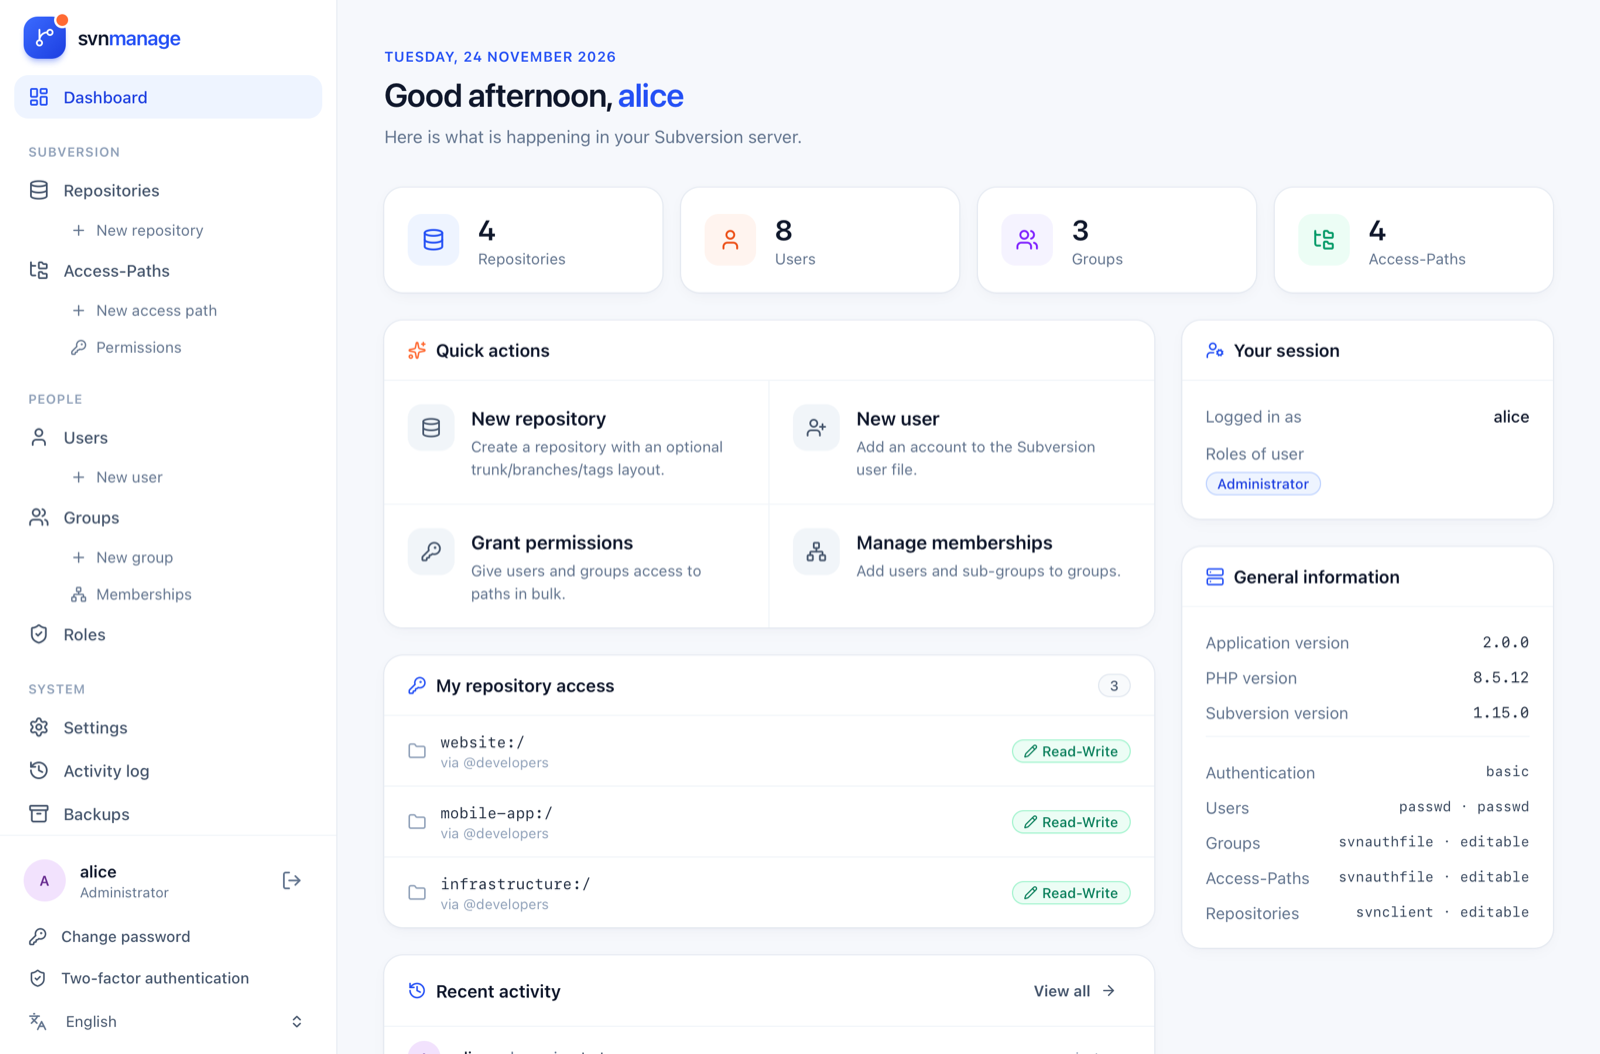 svnmanage
Dashboard
SUBVERSION
Repositories
New repository
Access-Paths
New access path
Permissions
PEOPLE
Users
New user
Groups
New group
Memberships
Roles
SYSTEM
Settings
Activity log
Backups
A
alice
Administrator
Change password
Two-factor authentication
English
TUESDAY, 24 NOVEMBER 2026
Good afternoon, alice
Here is what is happening in your Subversion server.
4
Repositories
8
Users
3
Groups
4
Access-Paths
Quick actions
New repository
Create a repository with an optional
trunk/branches/tags layout.
New user
Add an account to the Subversion
user file.
Grant permissions
Give users and groups access to
paths in bulk.
Manage memberships
Add users and sub-groups to groups.
My repository access
3
website:/
via @developers
Read-Write
mobile-app:/
via @developers
Read-Write
infrastructure:/
via @developers
Read-Write
Recent activity
View all
Your session
Logged in as alice
Roles of user
Administrator
General information
Application version 2.0.0
PHP version 8.5.12
Subversion version 1.15.0
Authentication basic
Users passwd · passwd
Groups svnauthfile · editable
Access-Paths svnauthfile · editable
Repositories svnclient · editable